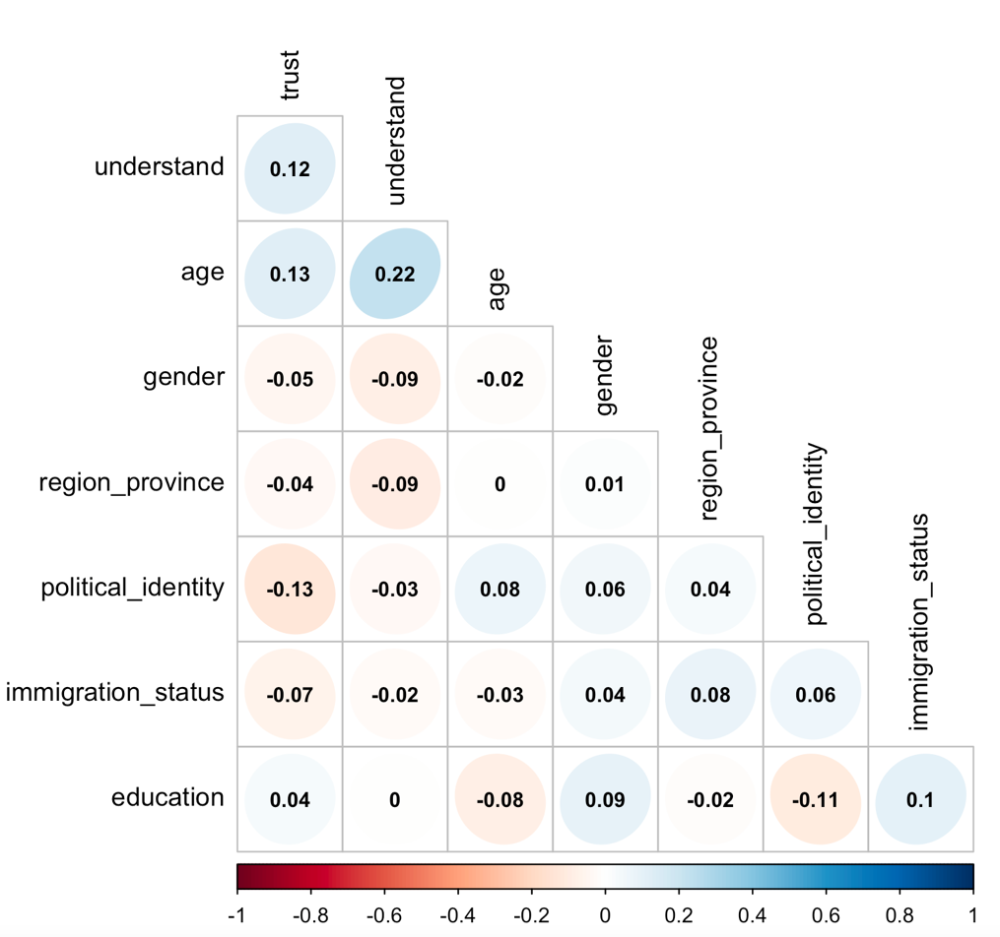 trust
understand
age
gender
region_province
political_identity
immigration_status
understand 0.12
age 0.13 0.22
gender -0.05 -0.09 -0.02
region_province -0.04 -0.09 0 0.01
political_identity -0.13 -0.03 0.08 0.06 0.04
immigration_status -0.07 -0.02 -0.03 0.04 0.08 0.06
education 0.04 0 -0.08 0.09 -0.02 -0.11 0.1
-1 -0.8 -0.6 -0.4 -0.2 0 0.2 0.4 0.6 0.8 1